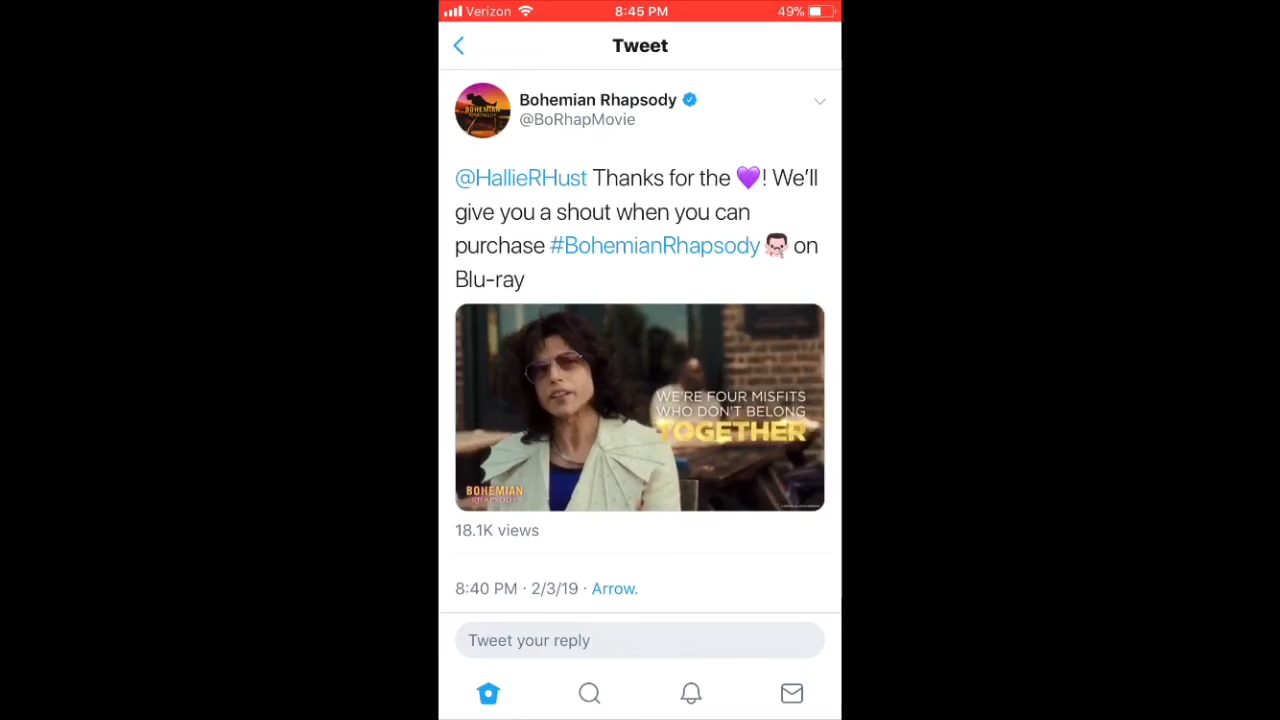 Verizon 8:45 PM 49%
Tweet
Bohemian Rhapsody
@BoRhapMovie
@HallieRHust Thanks for the 💜! We'll
give you a shout when you can
purchase #BohemianRhapsody on
Blu-ray
WE'RE FOUR MISFITS
WHO DON'T BELONG
TOGETHER
BOHEMIAN
RHAPSODY
18.1K views
8:40 PM · 2/3/19 · Arrow.
Tweet your reply